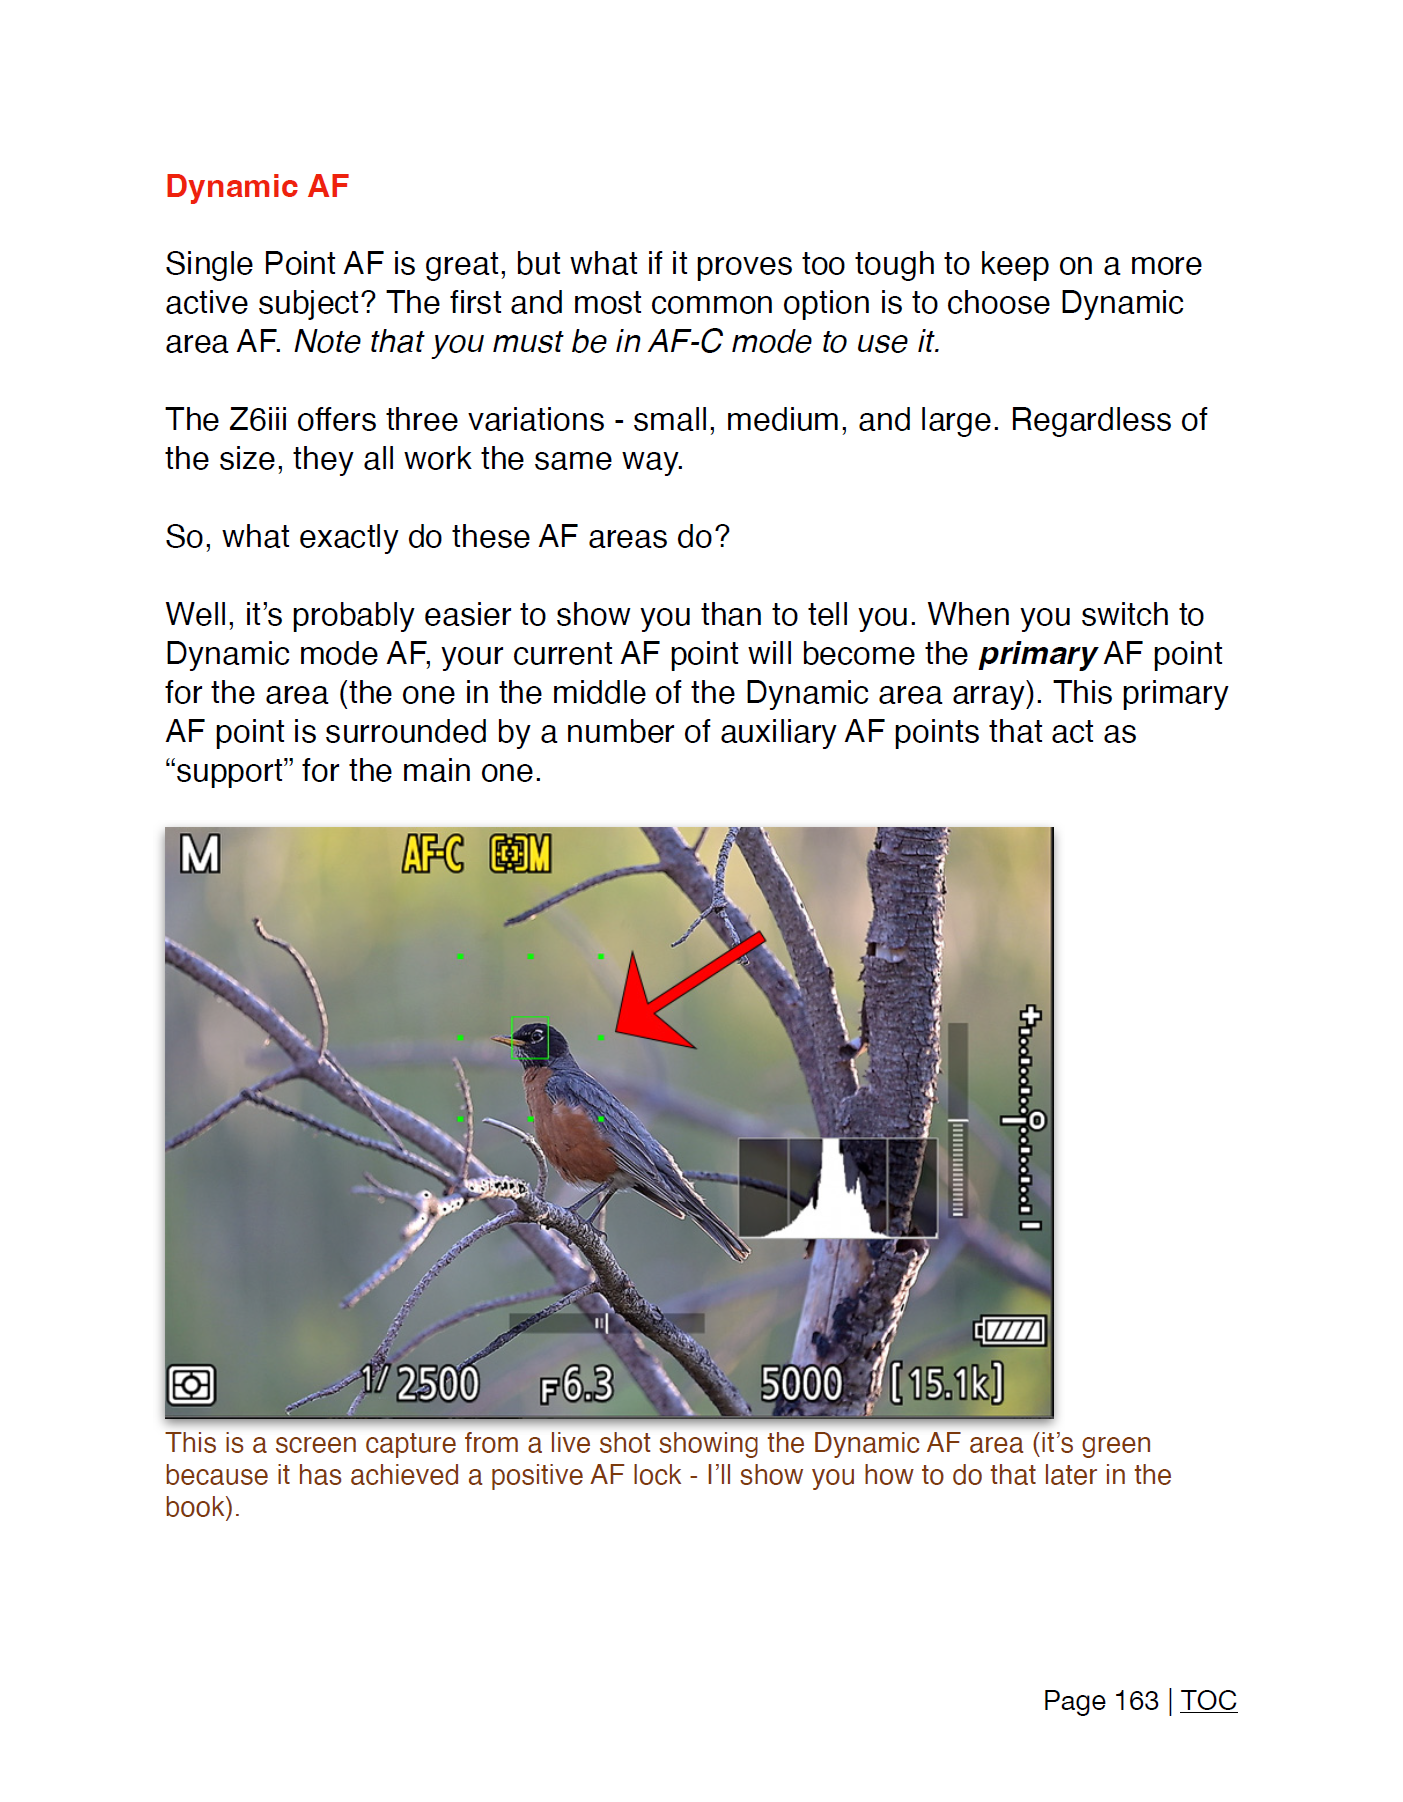 Dynamic AF
Single Point AF is great, but what if it proves too tough to keep on a more
active subject? The first and most common option is to choose Dynamic
area AF. Note that you must be in AF-C mode to use it.
The Z6iii offers three variations - small, medium, and large. Regardless of
the size, they all work the same way.
So, what exactly do these AF areas do?
Well, it’s probably easier to show you than to tell you. When you switch to
Dynamic mode AF, your current AF point will become the primary AF point
for the area (the one in the middle of the Dynamic area array). This primary
AF point is surrounded by a number of auxiliary AF points that act as
“support” for the main one.
M AF-C [⁛]M
1/2500 F6.3 5000 [15.1k]
This is a screen capture from a live shot showing the Dynamic AF area (it’s green
because it has achieved a positive AF lock - I’ll show you how to do that later in the
book).
Page 163 | TOC